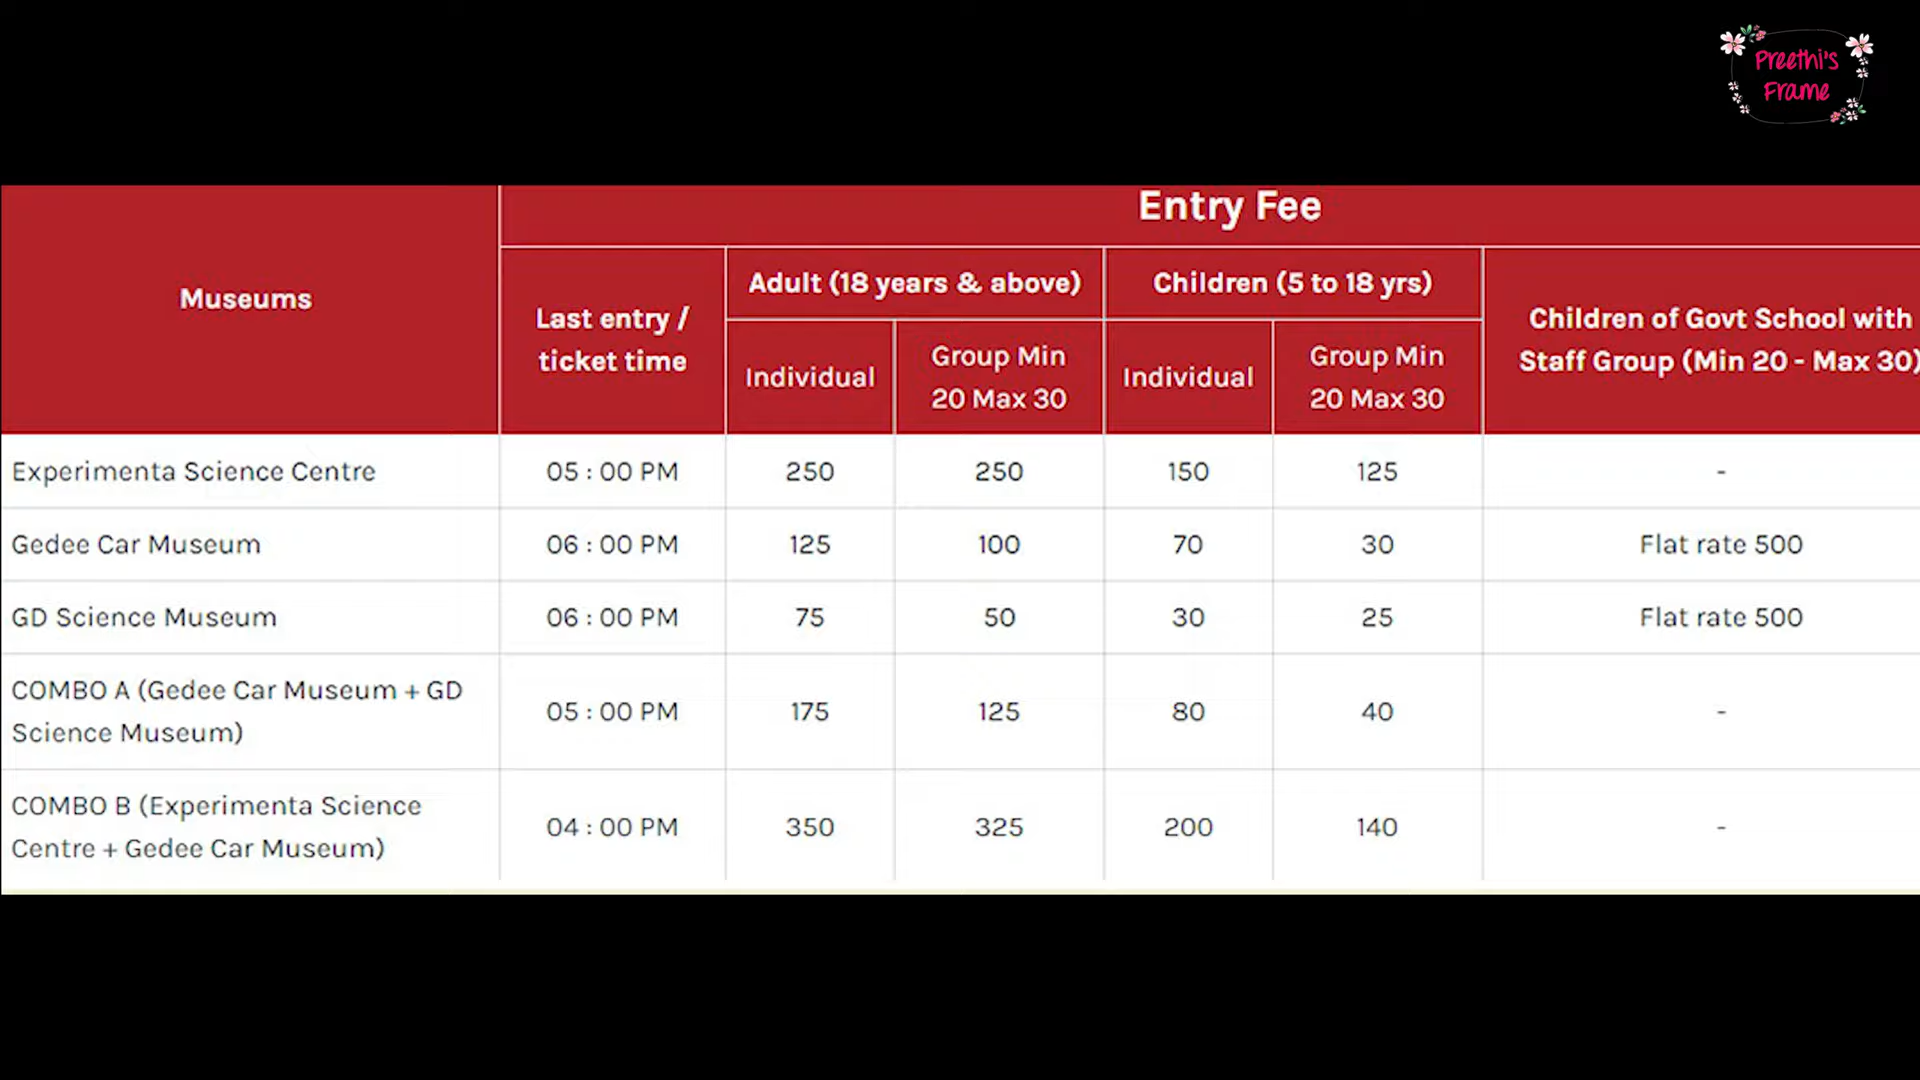 Preethi's
Frame
Entry Fee
Museums
Last entry /
ticket time
Adult (18 years & above)
Children (5 to 18 yrs)
Children of Govt School with
Staff Group (Min 20 - Max 30)
Individual
Group Min
20 Max 30
Individual
Group Min
20 Max 30
Experimenta Science Centre 05 : 00 PM 250 250 150 125 -
Gedee Car Museum 06 : 00 PM 125 100 70 30 Flat rate 500
GD Science Museum 06 : 00 PM 75 50 30 25 Flat rate 500
COMBO A (Gedee Car Museum + GD
Science Museum) 05 : 00 PM 175 125 80 40 -
COMBO B (Experimenta Science
Centre + Gedee Car Museum) 04 : 00 PM 350 325 200 140 -